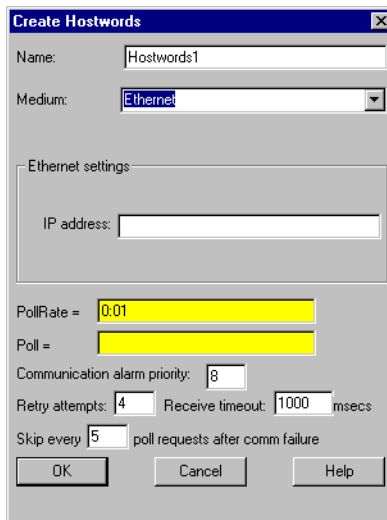 Create Hostwords
Name: Hostwords1
Medium: Ethernet
Ethernet settings
IP address:
PollRate = 0:01
Poll =
Communication alarm priority: 8
Retry attempts: 4 Receive timeout: 1000 msecs
Skip every 5 poll requests after comm failure
OK Cancel Help